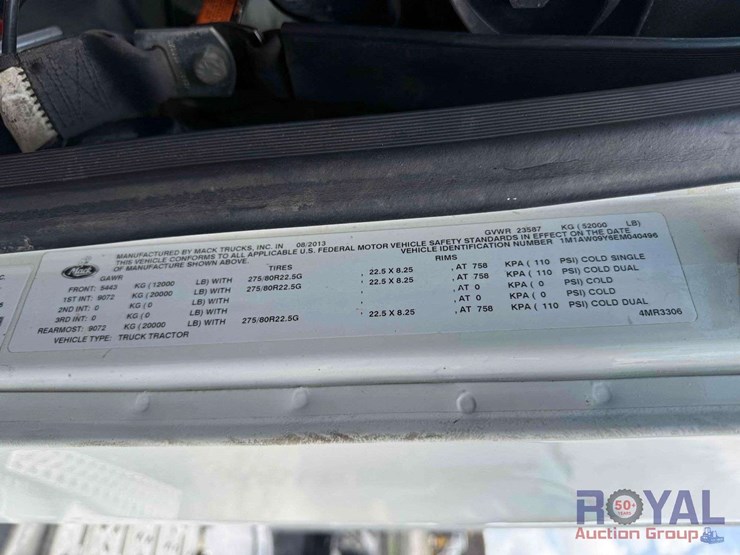 MANUFACTURED BY MACK TRUCKS, INC. IN 08/2013 GVWR 23587 KG (52000 LB)
THIS VEHICLE CONFORMS TO ALL APPLICABLE U.S. FEDERAL MOTOR VEHICLE SAFETY STANDARDS IN EFFECT ON THE DATE
OF MANUFACTURE SHOWN ABOVE. VEHICLE IDENTIFICATION NUMBER 1M1AW09Y6EM040496
Mack
GAWR TIRES RIMS
FRONT: 5443 KG (12000 LB) WITH 275/80R22.5G , 22.5 X 8.25 , AT 758 KPA ( 110 PSI) COLD SINGLE
1ST INT: 9072 KG (20000 LB) WITH 275/80R22.5G , 22.5 X 8.25 , AT 758 KPA ( 110 PSI) COLD DUAL
2ND INT: 0 KG ( 0 LB) WITH , , AT 0 KPA ( 0 PSI) COLD
3RD INT: 0 KG ( 0 LB) WITH , , AT 0 KPA ( 0 PSI) COLD
REARMOST: 9072 KG (20000 LB) WITH 275/80R22.5G , 22.5 X 8.25 , AT 758 KPA ( 110 PSI) COLD DUAL
VEHICLE TYPE: TRUCK TRACTOR 4MR3306
ROYAL
50+
YEARS
Auction Group